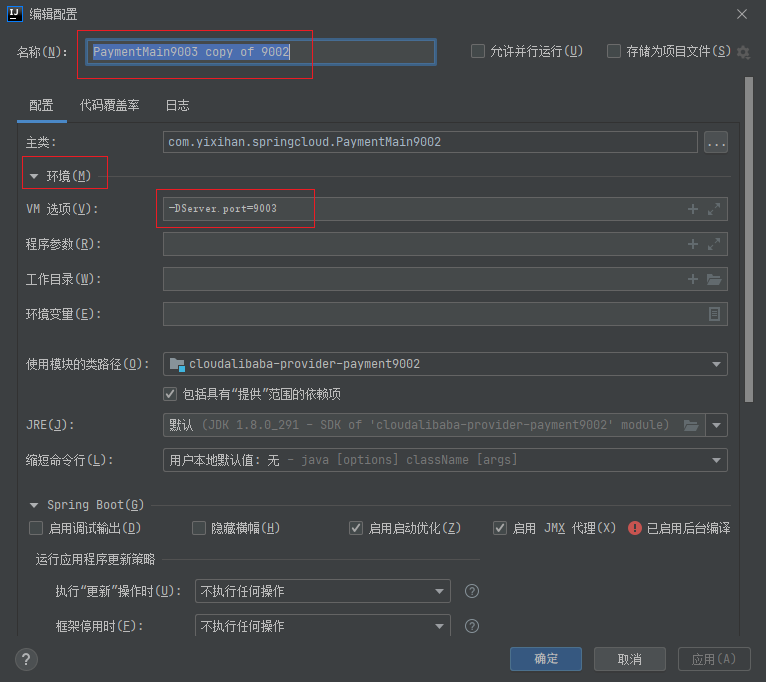 编辑配置
名称(N): PaymentMain9003 copy of 9002 允许并行运行(U) 存储为项目文件(S)
配置 代码覆盖率 日志
主类: com.yixihan.springcloud.PaymentMain9002 ...
环境(M)
VM 选项(V): -DServer.port=9003
程序参数(R):
工作目录(W):
环境变量(E):
使用模块的类路径(O): cloudalibaba-provider-payment9002
包括具有“提供”范围的依赖项
JRE(J): 默认 (JDK 1.8.0_291 - SDK of 'cloudalibaba-provider-payment9002' module)
缩短命令行(L): 用户本地默认值: 无 - java [options] className [args]
Spring Boot(G)
启用调试输出(D) 隐藏横幅(H) 启用启动优化(Z) 启用 JMX 代理(X) 已启用后台编译
运行应用程序更新策略
执行“更新”操作时(U): 不执行任何操作 ?
框架停用时(F): 不执行任何操作 ?
? 确定 取消 应用(A)